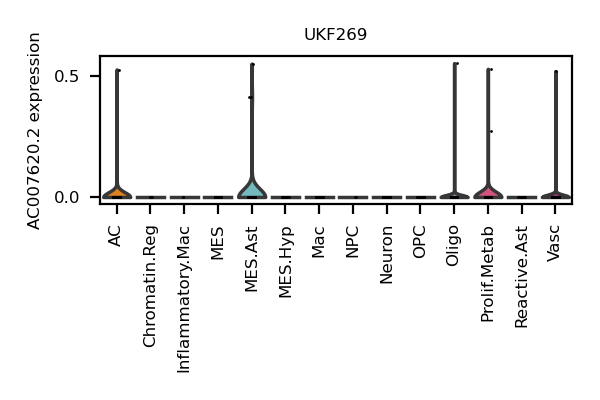 UKF269
AC007620.2 expression
0.5
0.0
AC
Chromatin.Reg
Inflammatory.Mac
MES
MES.Ast
MES.Hyp
Mac
NPC
Neuron
OPC
Oligo
Prolif.Metab
Reactive.Ast
Vasc